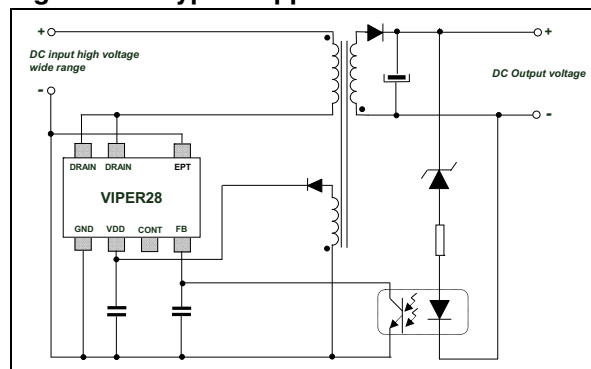 +
DC input high voltage
wide range
-
+
DC Output voltage
-
DRAIN
DRAIN
EPT
VIPER28
GND
VDD
CONT
FB